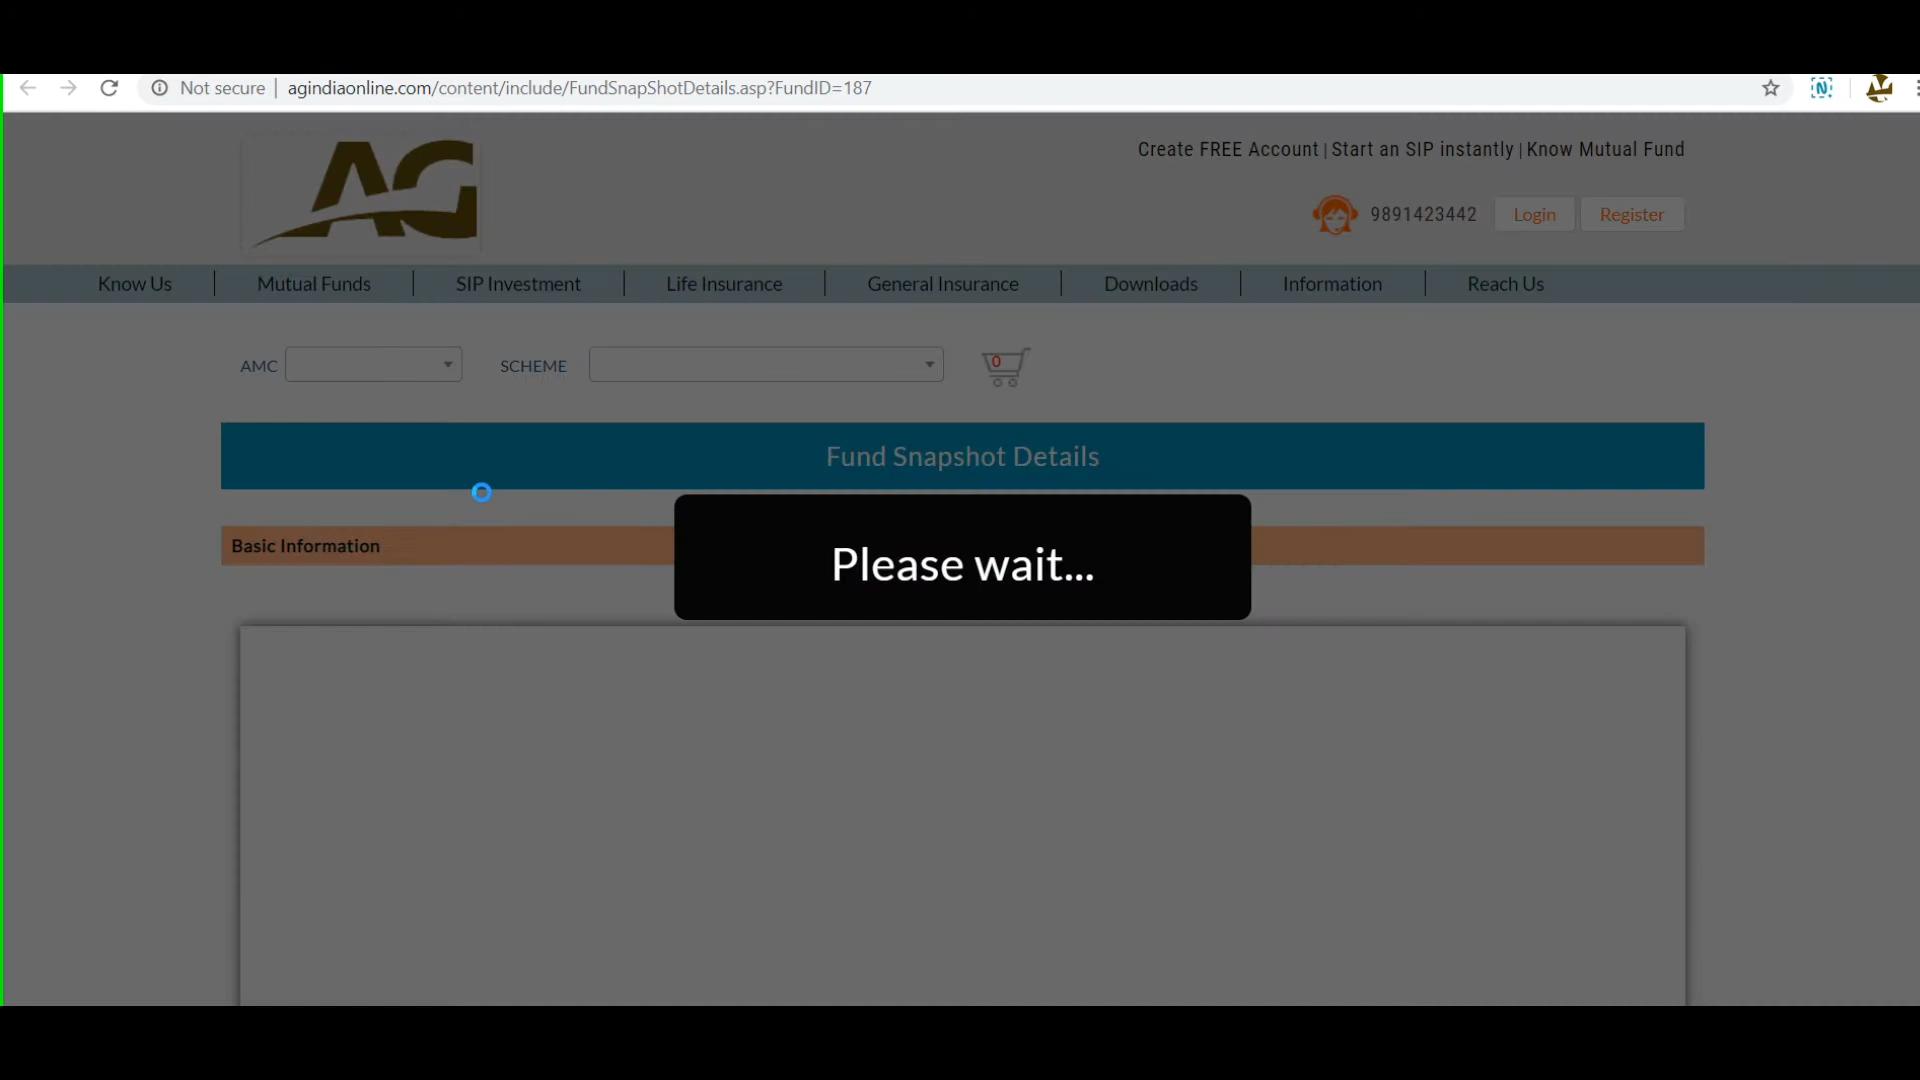 Not secure | agindiaonline.com/content/include/FundSnapShotDetails.asp?FundID=187
AG
Create FREE Account | Start an SIP instantly | Know Mutual Fund
9891423442 Login Register
Know Us Mutual Funds SIP Investment Life Insurance General Insurance Downloads Information Reach Us
AMC SCHEME 0
Fund Snapshot Details
Basic Information
Please wait...